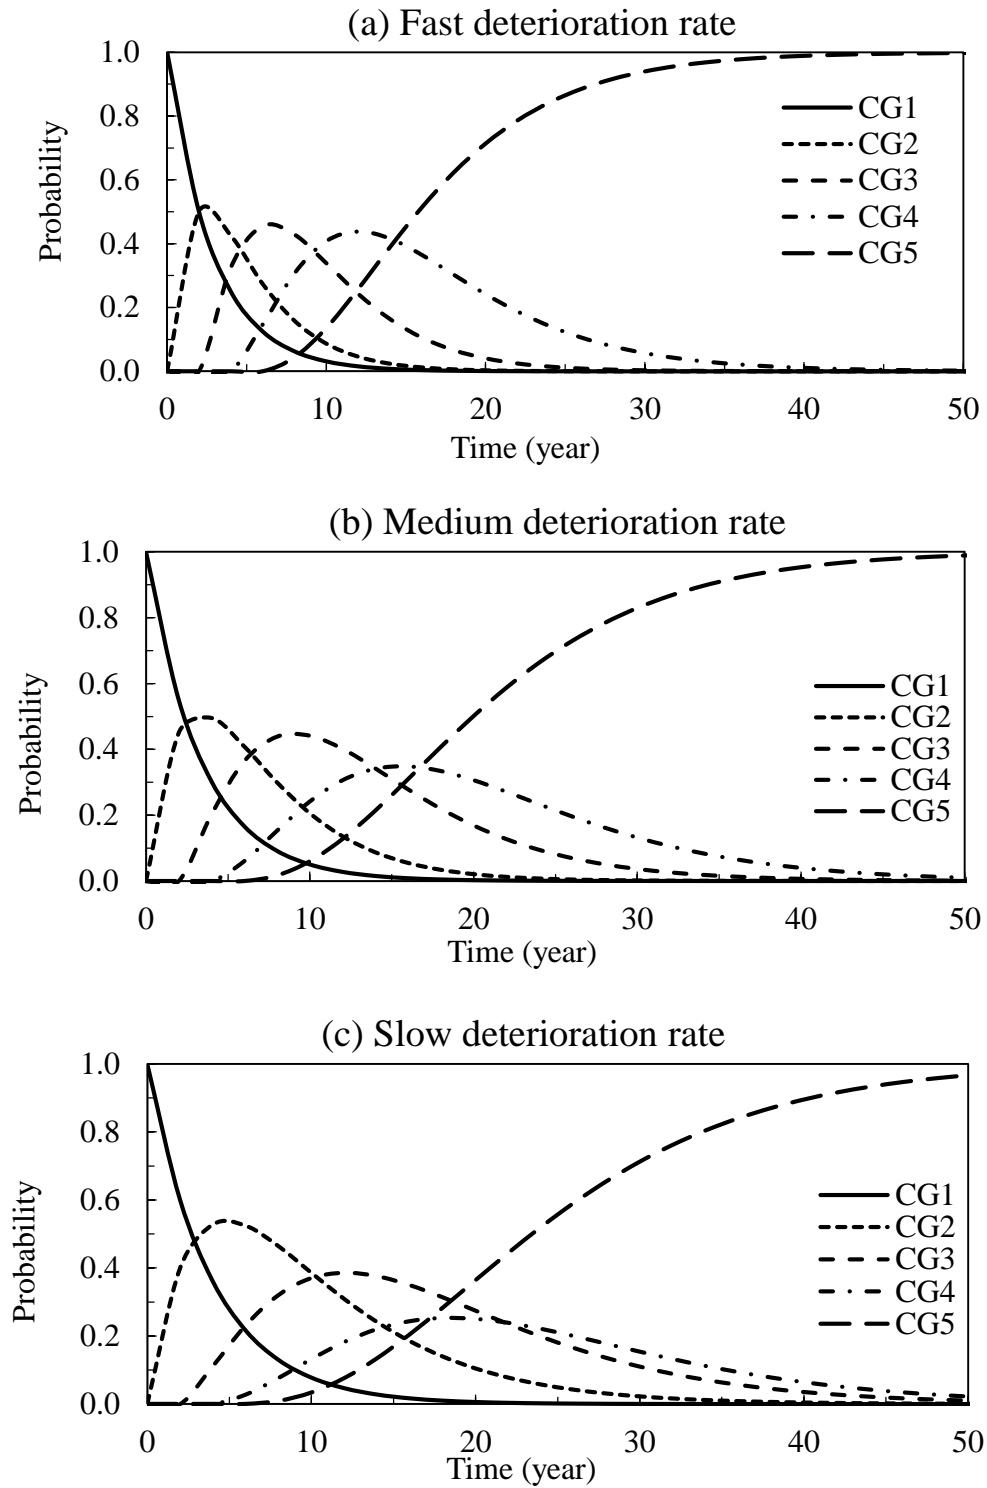 (a) Fast deterioration rate
1.0
0.8
0.6
0.4
0.2
0.0
Probability
CG1
CG2
CG3
CG4
CG5
0 10 20 30 40 50
Time (year)
(b) Medium deterioration rate
1.0
0.8
0.6
0.4
0.2
0.0
Probability
CG1
CG2
CG3
CG4
CG5
0 10 20 30 40 50
Time (year)
(c) Slow deterioration rate
1.0
0.8
0.6
0.4
0.2
0.0
Probability
CG1
CG2
CG3
CG4
CG5
0 10 20 30 40 50
Time (year)